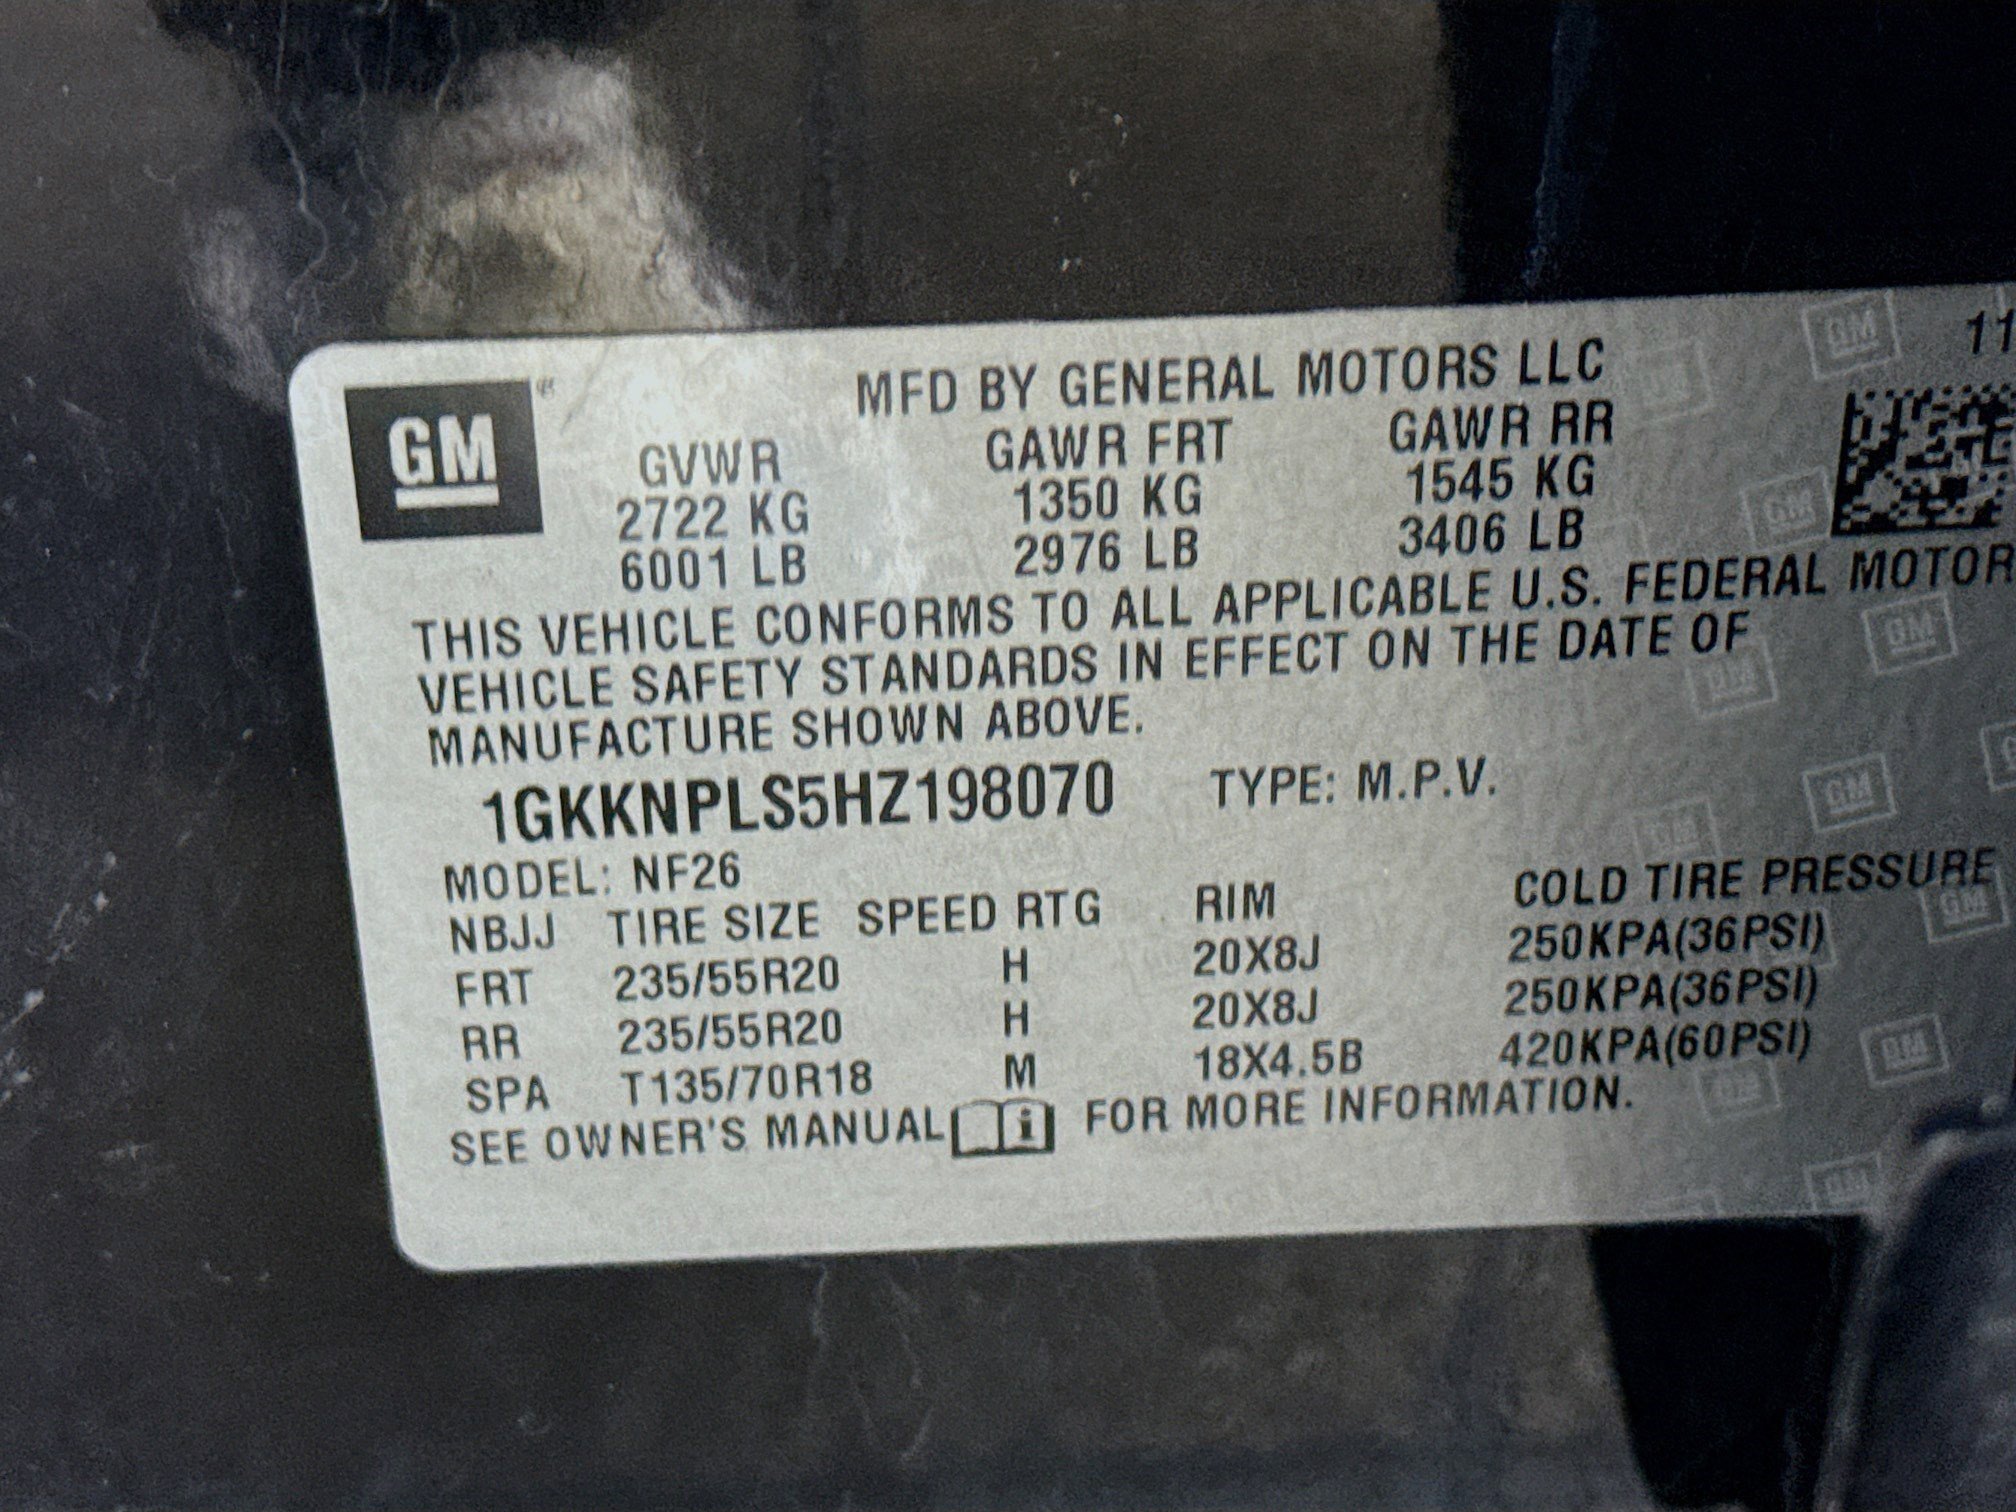 11
MFD BY GENERAL MOTORS LLC
GM
GVWR GAWR FRT GAWR RR
2722 KG 1350 KG 1545 KG
6001 LB 2976 LB 3406 LB
THIS VEHICLE CONFORMS TO ALL APPLICABLE U.S. FEDERAL MOTOR
VEHICLE SAFETY STANDARDS IN EFFECT ON THE DATE OF
MANUFACTURE SHOWN ABOVE.
1GKKNPLS5HZ198070 TYPE: M.P.V.
MODEL: NF26
NBJJ TIRE SIZE SPEED RTG RIM COLD TIRE PRESSURE
FRT 235/55R20 H 20X8J 250KPA(36PSI)
RR 235/55R20 H 20X8J 250KPA(36PSI)
SPA T135/70R18 M 18X4.5B 420KPA(60PSI)
SEE OWNER'S MANUAL FOR MORE INFORMATION.